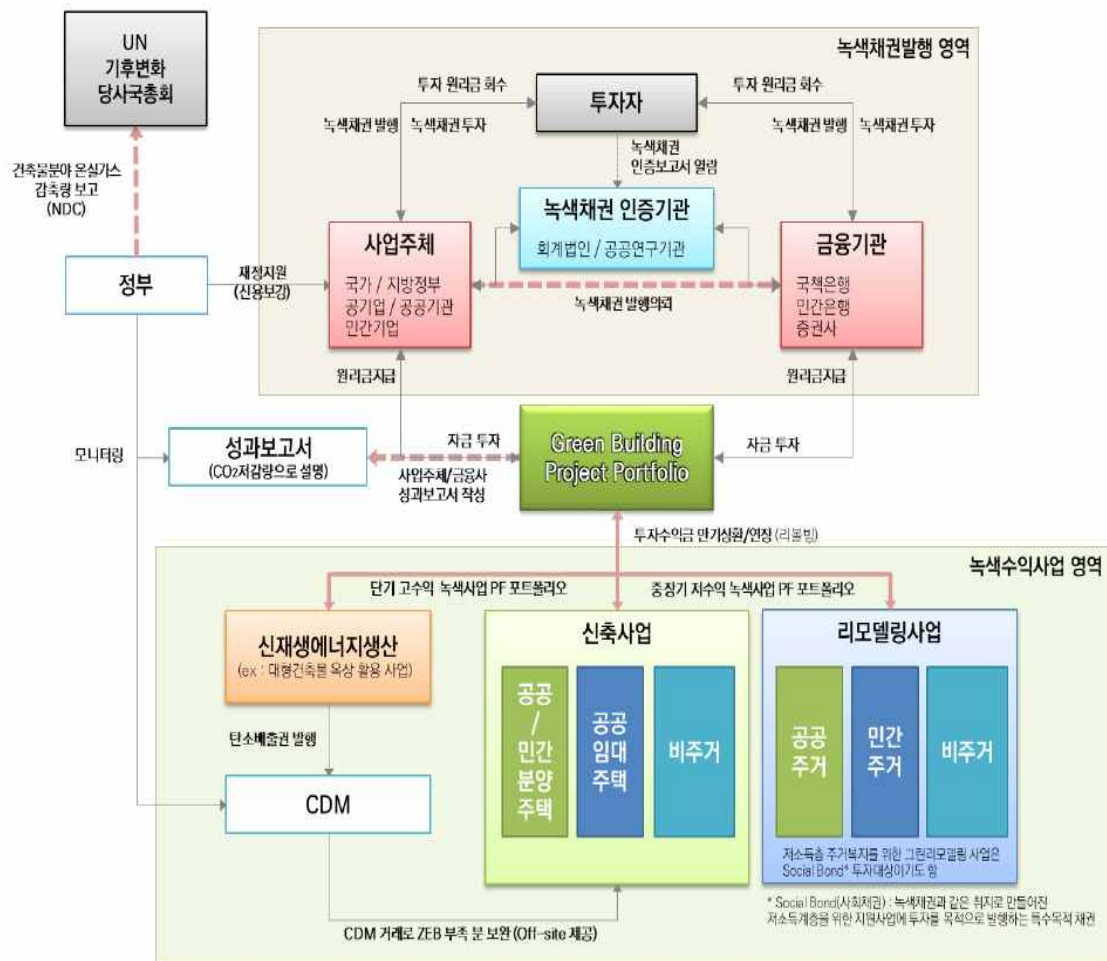 UN
기후변화
당사국총회
녹색채권발행 영역
투자 원리금 회수
투자자
투자 원리금 회수
녹색채권 발행
녹색채권 투자
녹색채권 발행
녹색채권 투자
녹색채권
인증보고서 열람
건축물분야 온실가스
감축량 보고
(NDC)
녹색채권 인증기관
회계법인 / 공공연구기관
사업주체
국가 / 지방정부
공기업 / 공공기관
민간기업
금융기관
국책은행
민간은행
증권사
정부
재정지원
(신용보강)
녹색채권 발행의뢰
원리금지급
원리금지급
모니터링
성과보고서
(CO2저감량으로 설명)
자금 투자
사업주체/금융사
성과보고서 작성
Green Building
Project Portfolio
자금 투자
투자수익금 만기상환/연장 (리볼빙)
녹색수익사업 영역
단기 고수익 녹색사업 PF 포트폴리오
중장기 저수익 녹색사업 PF 포트폴리오
신재생에너지생산
(ex : 대형건축물 옥상 활용 사업)
탄소배출권 발행
CDM
신축사업
공공
/
민간
분양
주택
공공
임대
주택
비주거
리모델링사업
공공
주거
민간
주거
비주거
저소득층 주거복지를 위한 그린리모델링 사업은
Social Bond* 투자대상이기도 함
* Social Bond(사회채권) : 녹색채권과 같은 취지로 만들어진
저소득계층을 위한 지원사업에 투자를 목적으로 발행하는 특수목적 채권
CDM 거래로 ZEB 부족 분 보완 (Off-site 제공)